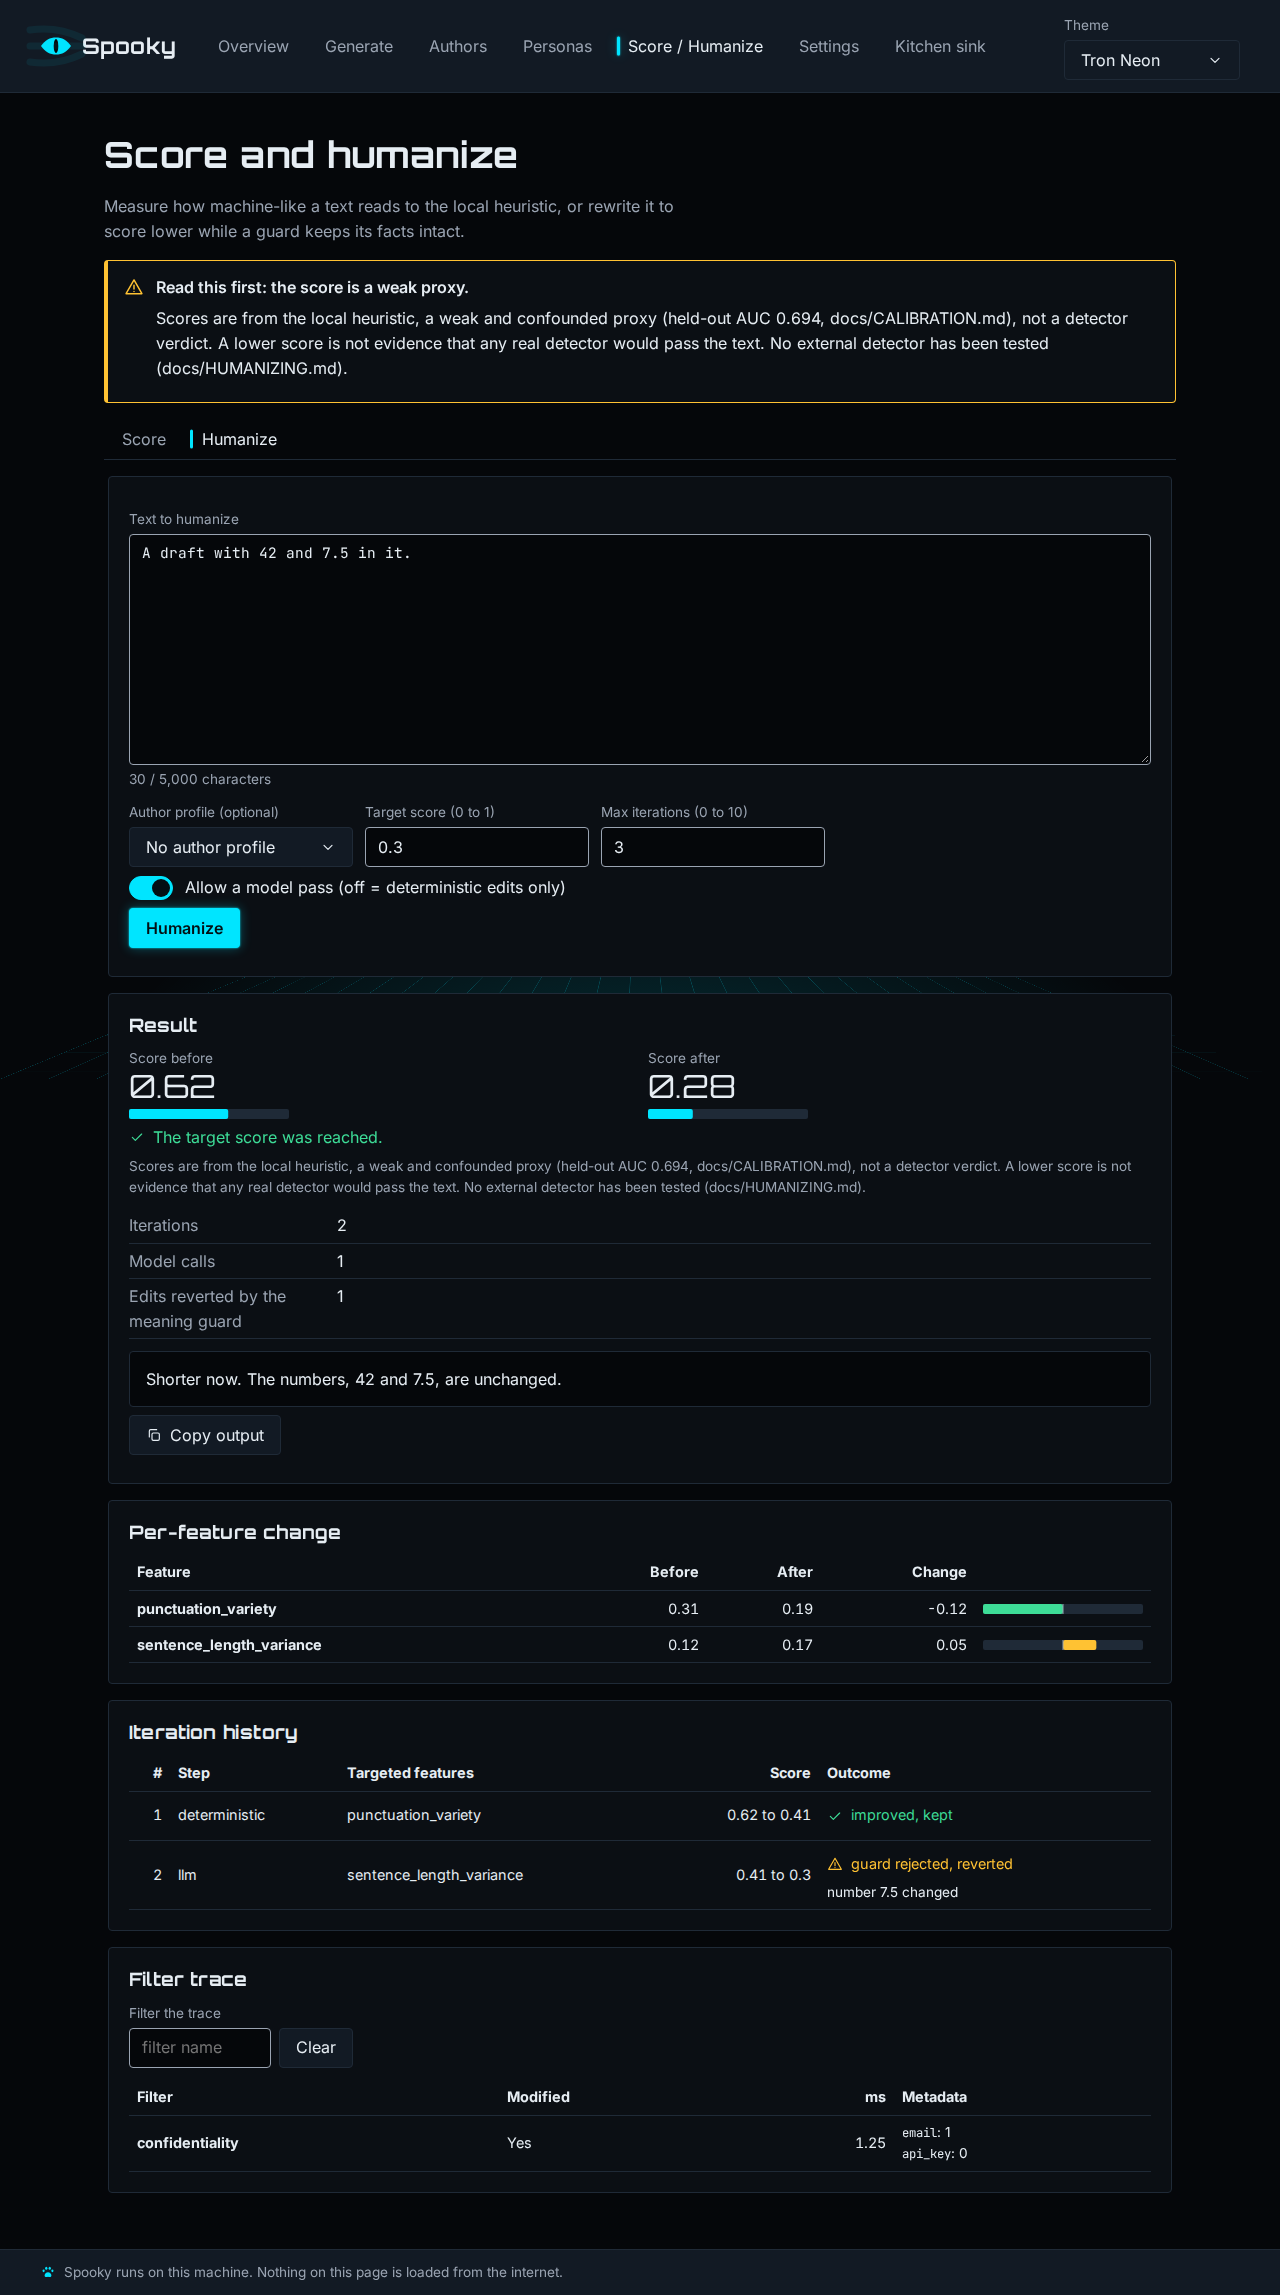 Spooky
Overview
Generate
Authors
Personas
Score / Humanize
Settings
Kitchen sink
Theme
Tron Neon
Score and humanize
Measure how machine-like a text reads to the local heuristic, or rewrite it to
score lower while a guard keeps its facts intact.
Read this first: the score is a weak proxy.
Scores are from the local heuristic, a weak and confounded proxy (held-out AUC 0.694, docs/CALIBRATION.md), not a detector
verdict. A lower score is not evidence that any real detector would pass the text. No external detector has been tested
(docs/HUMANIZING.md).
Score
Humanize
Text to humanize
A draft with 42 and 7.5 in it.
30 / 5,000 characters
Author profile (optional)
Target score (0 to 1)
Max iterations (0 to 10)
No author profile
0.3
3
Allow a model pass (off = deterministic edits only)
Humanize
Result
Score before
Score after
0.62
0.28
The target score was reached.
Scores are from the local heuristic, a weak and confounded proxy (held-out AUC 0.694, docs/CALIBRATION.md), not a detector verdict. A lower score is not
evidence that any real detector would pass the text. No external detector has been tested (docs/HUMANIZING.md).
Iterations 2
Model calls 1
Edits reverted by the 1
meaning guard
Shorter now. The numbers, 42 and 7.5, are unchanged.
Copy output
Per-feature change
Feature Before After Change
punctuation_variety 0.31 0.19 -0.12
sentence_length_variance 0.12 0.17 0.05
Iteration history
# Step Targeted features Score Outcome
1 deterministic punctuation_variety 0.62 to 0.41 improved, kept
2 llm sentence_length_variance 0.41 to 0.3 guard rejected, reverted
number 7.5 changed
Filter trace
Filter the trace
filter name
Clear
Filter Modified ms Metadata
confidentiality Yes 1.25 email: 1
api_key: 0
Spooky runs on this machine. Nothing on this page is loaded from the internet.